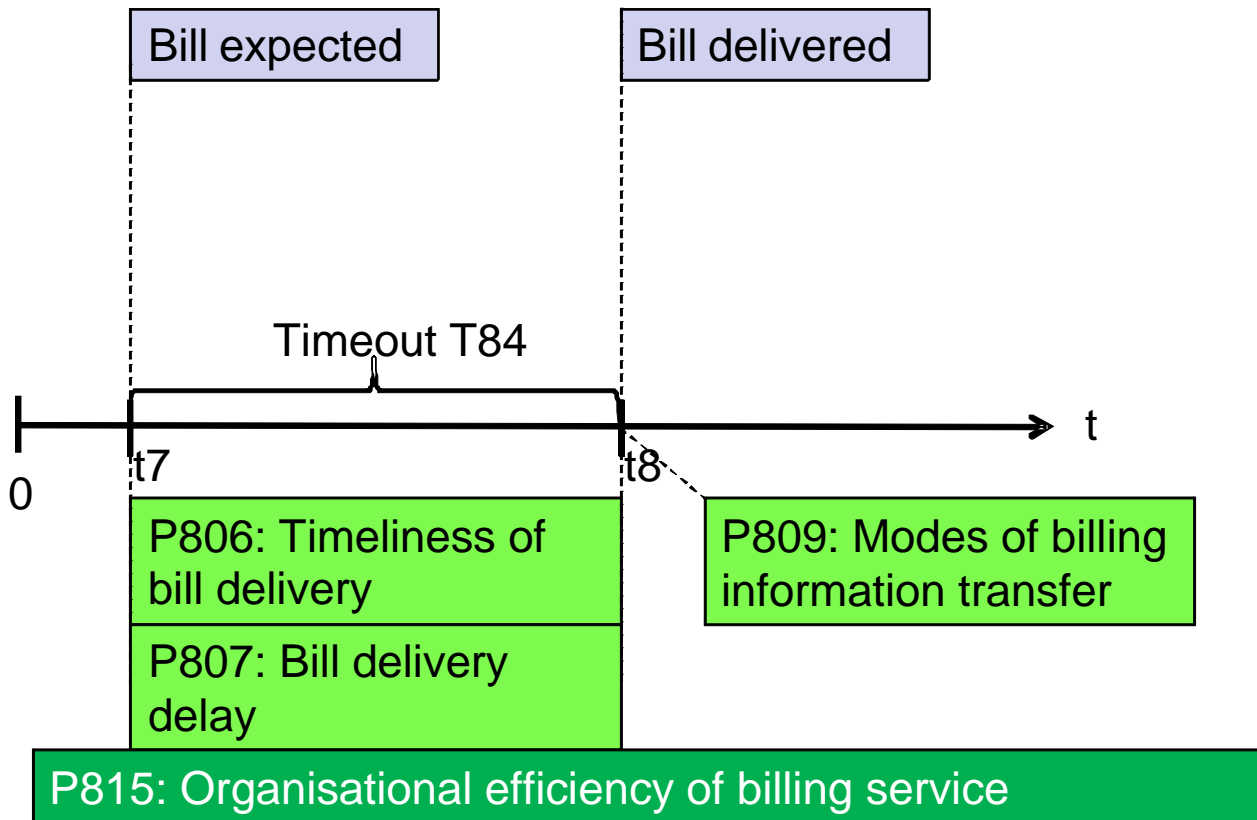 Bill expected
Bill delivered
Timeout T84
t
t7
t8
0
P806: Timeliness of
bill delivery
P809: Modes of billing
information transfer
P807: Bill delivery
delay
P815: Organisational efficiency of billing service